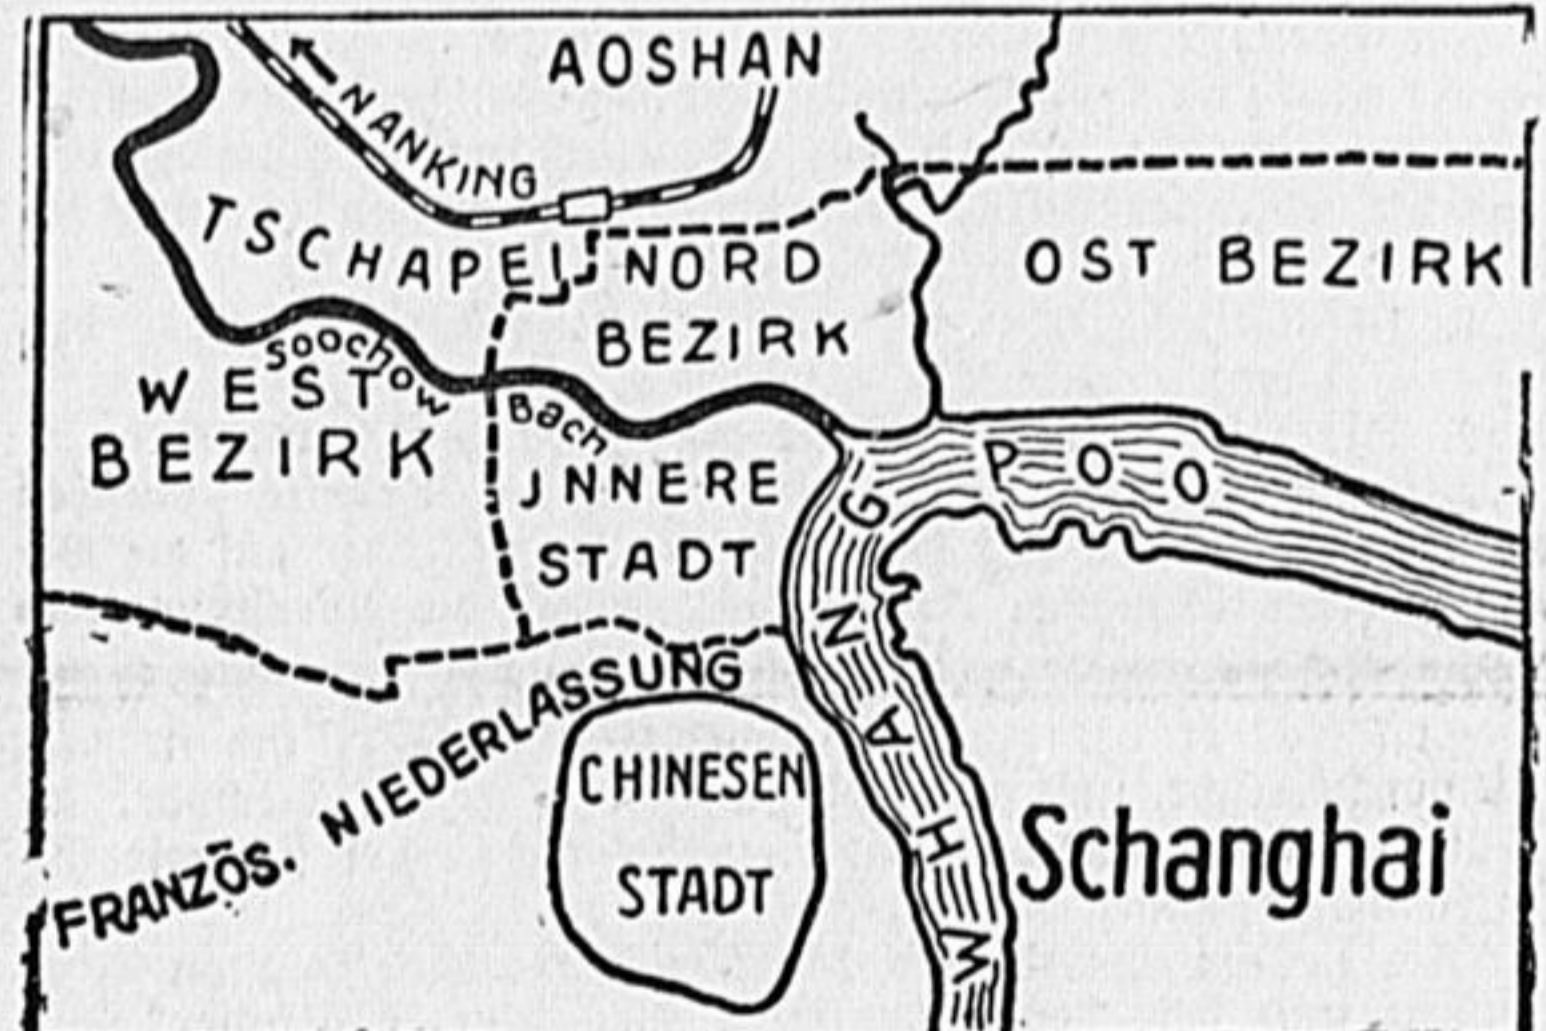 AOSHAN
NANKING
TSCHAPEI
NORD
BEZIRK
OST BEZIRK
SOOCHOW
Bach
WEST
BEZIRK
JNNERE
STADT
WHANG
POO
FRANZÖS. NIEDERLASSUNG
CHINESEN
STADT
Schanghai